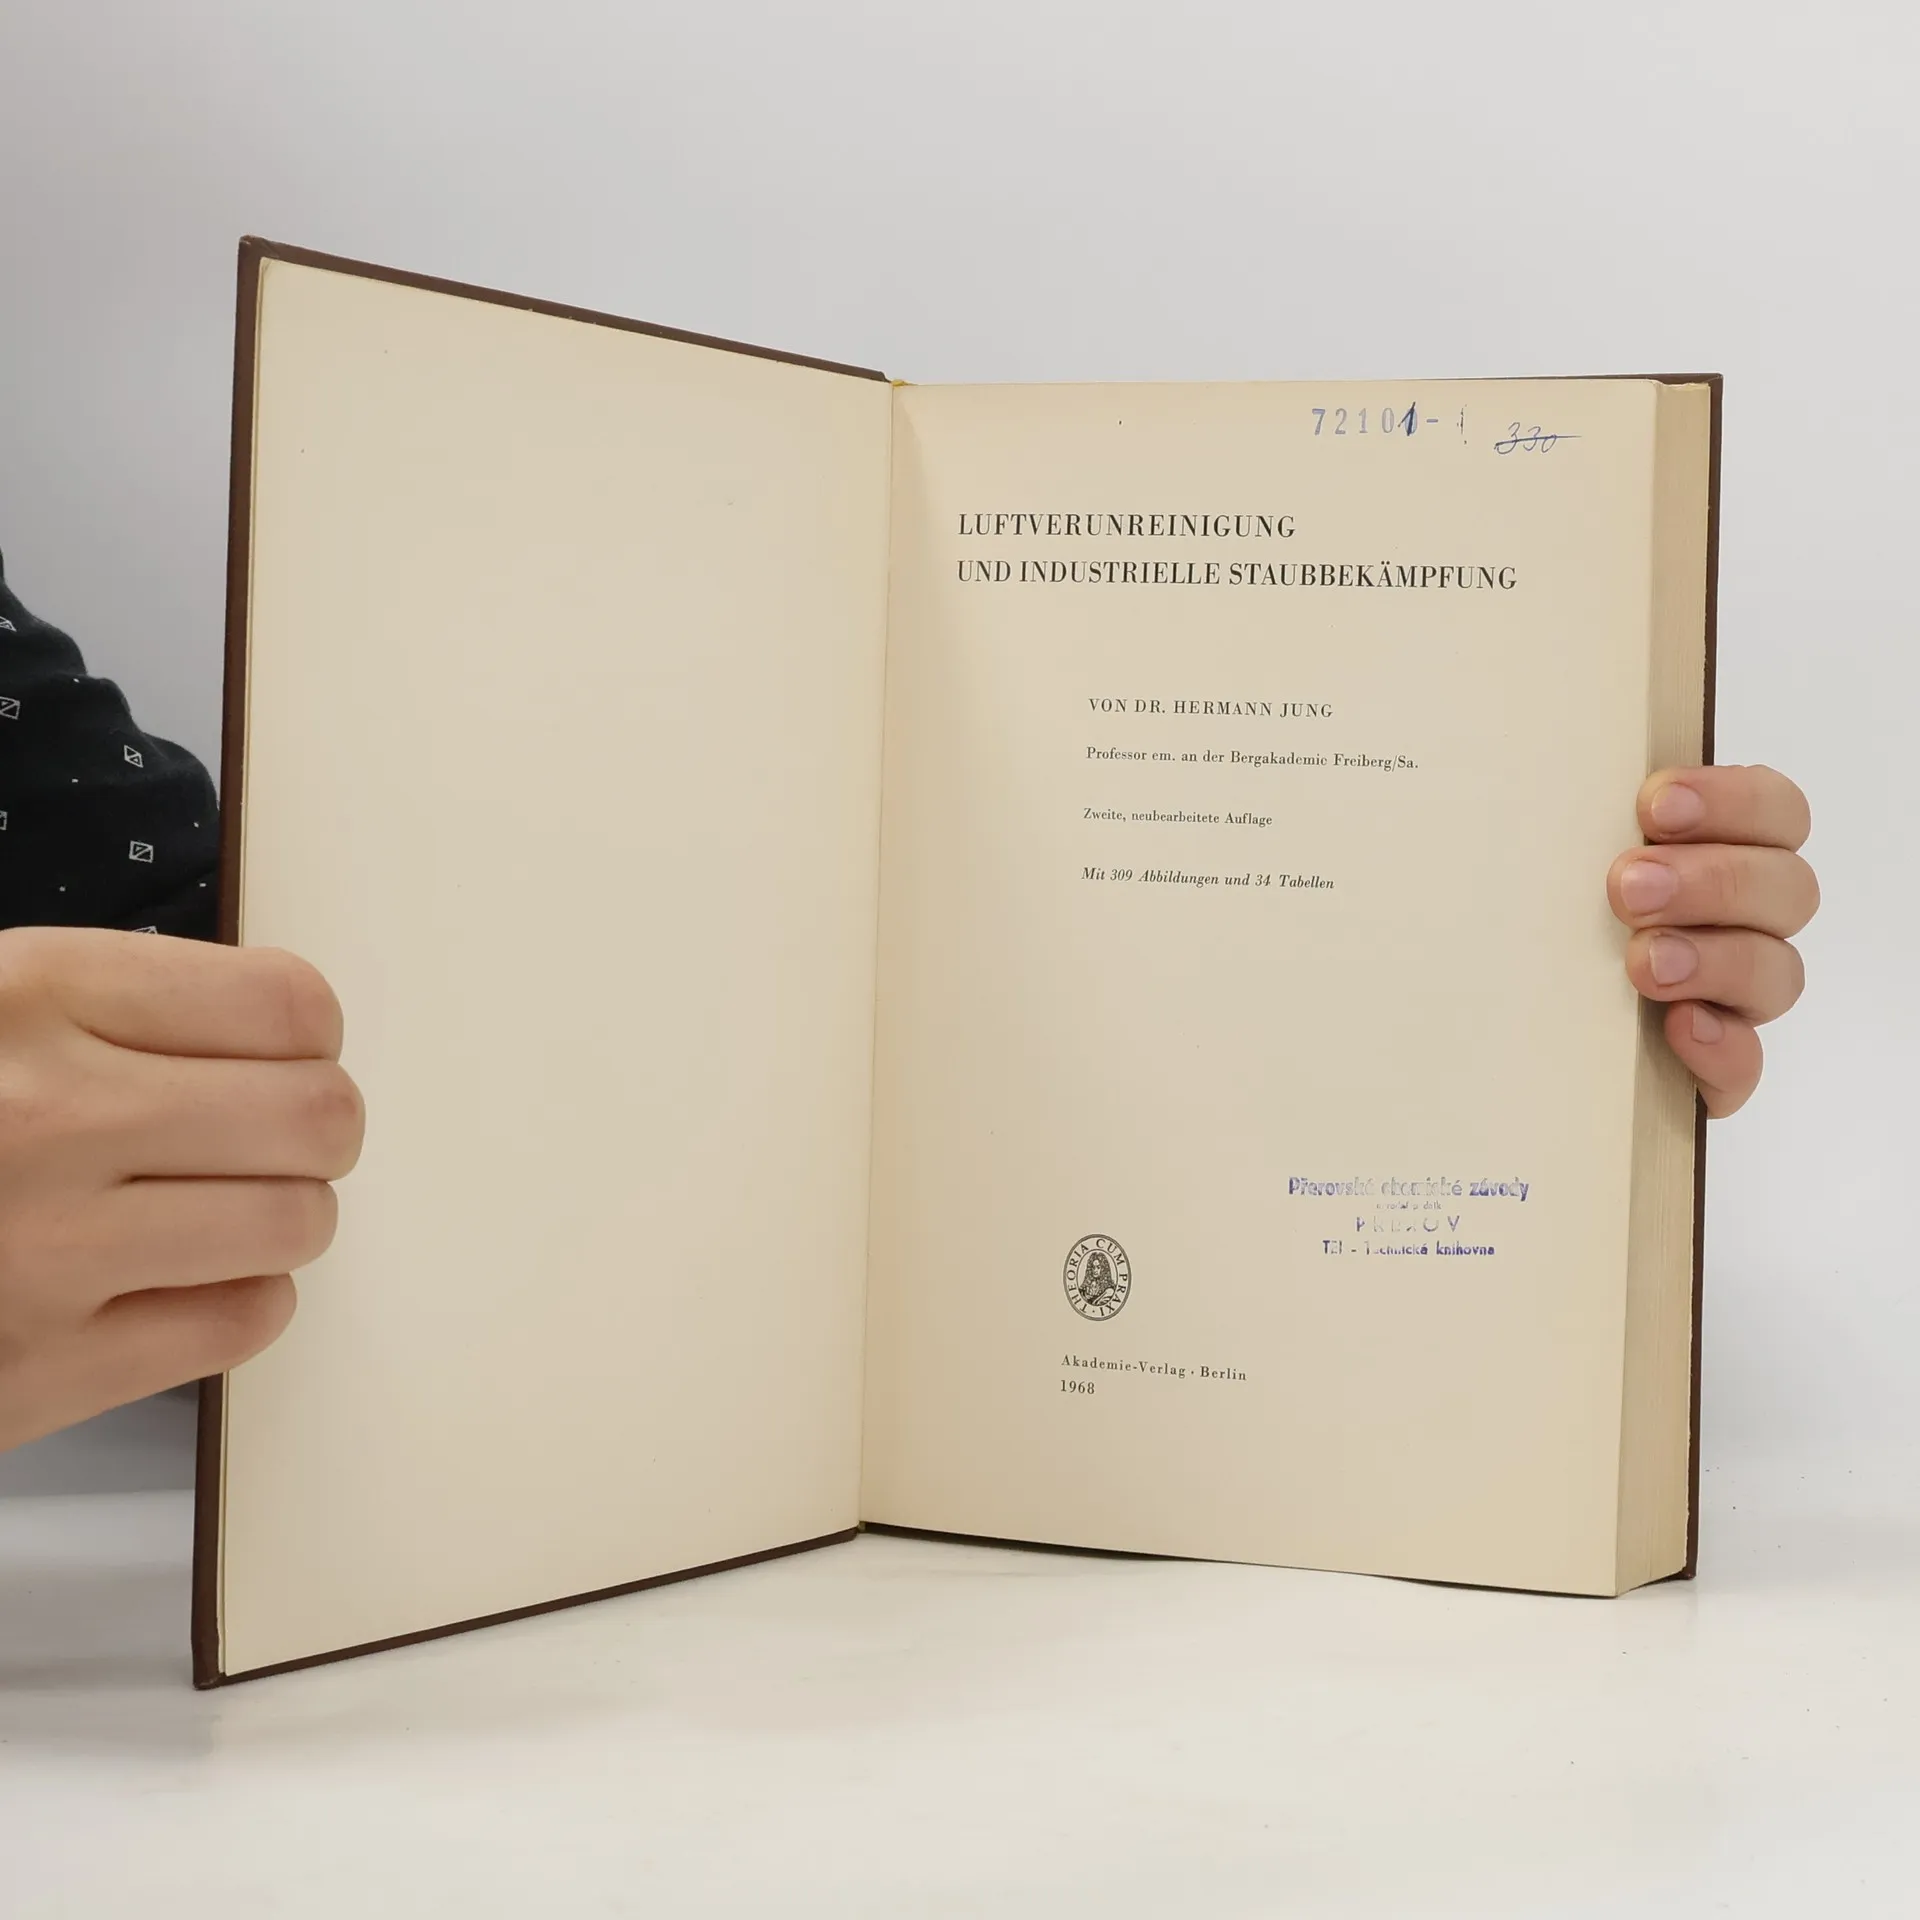 72101-1 330
LUFTVERUNREINIGUNG
UND INDUSTRIELLE STAUBBEKÄMPFUNG
VON DR. HERMANN JUNG
Professor em. an der Bergakademie Freiberg/Sa.
Zweite, neubearbeitete Auflage
Mit 309 Abbildungen und 34 Tabellen
Přerovské chemické závody
PŘEROV
TEI - Technická knihovna
THEORIA CUM PRAXI
Akademie-Verlag · Berlin
1968